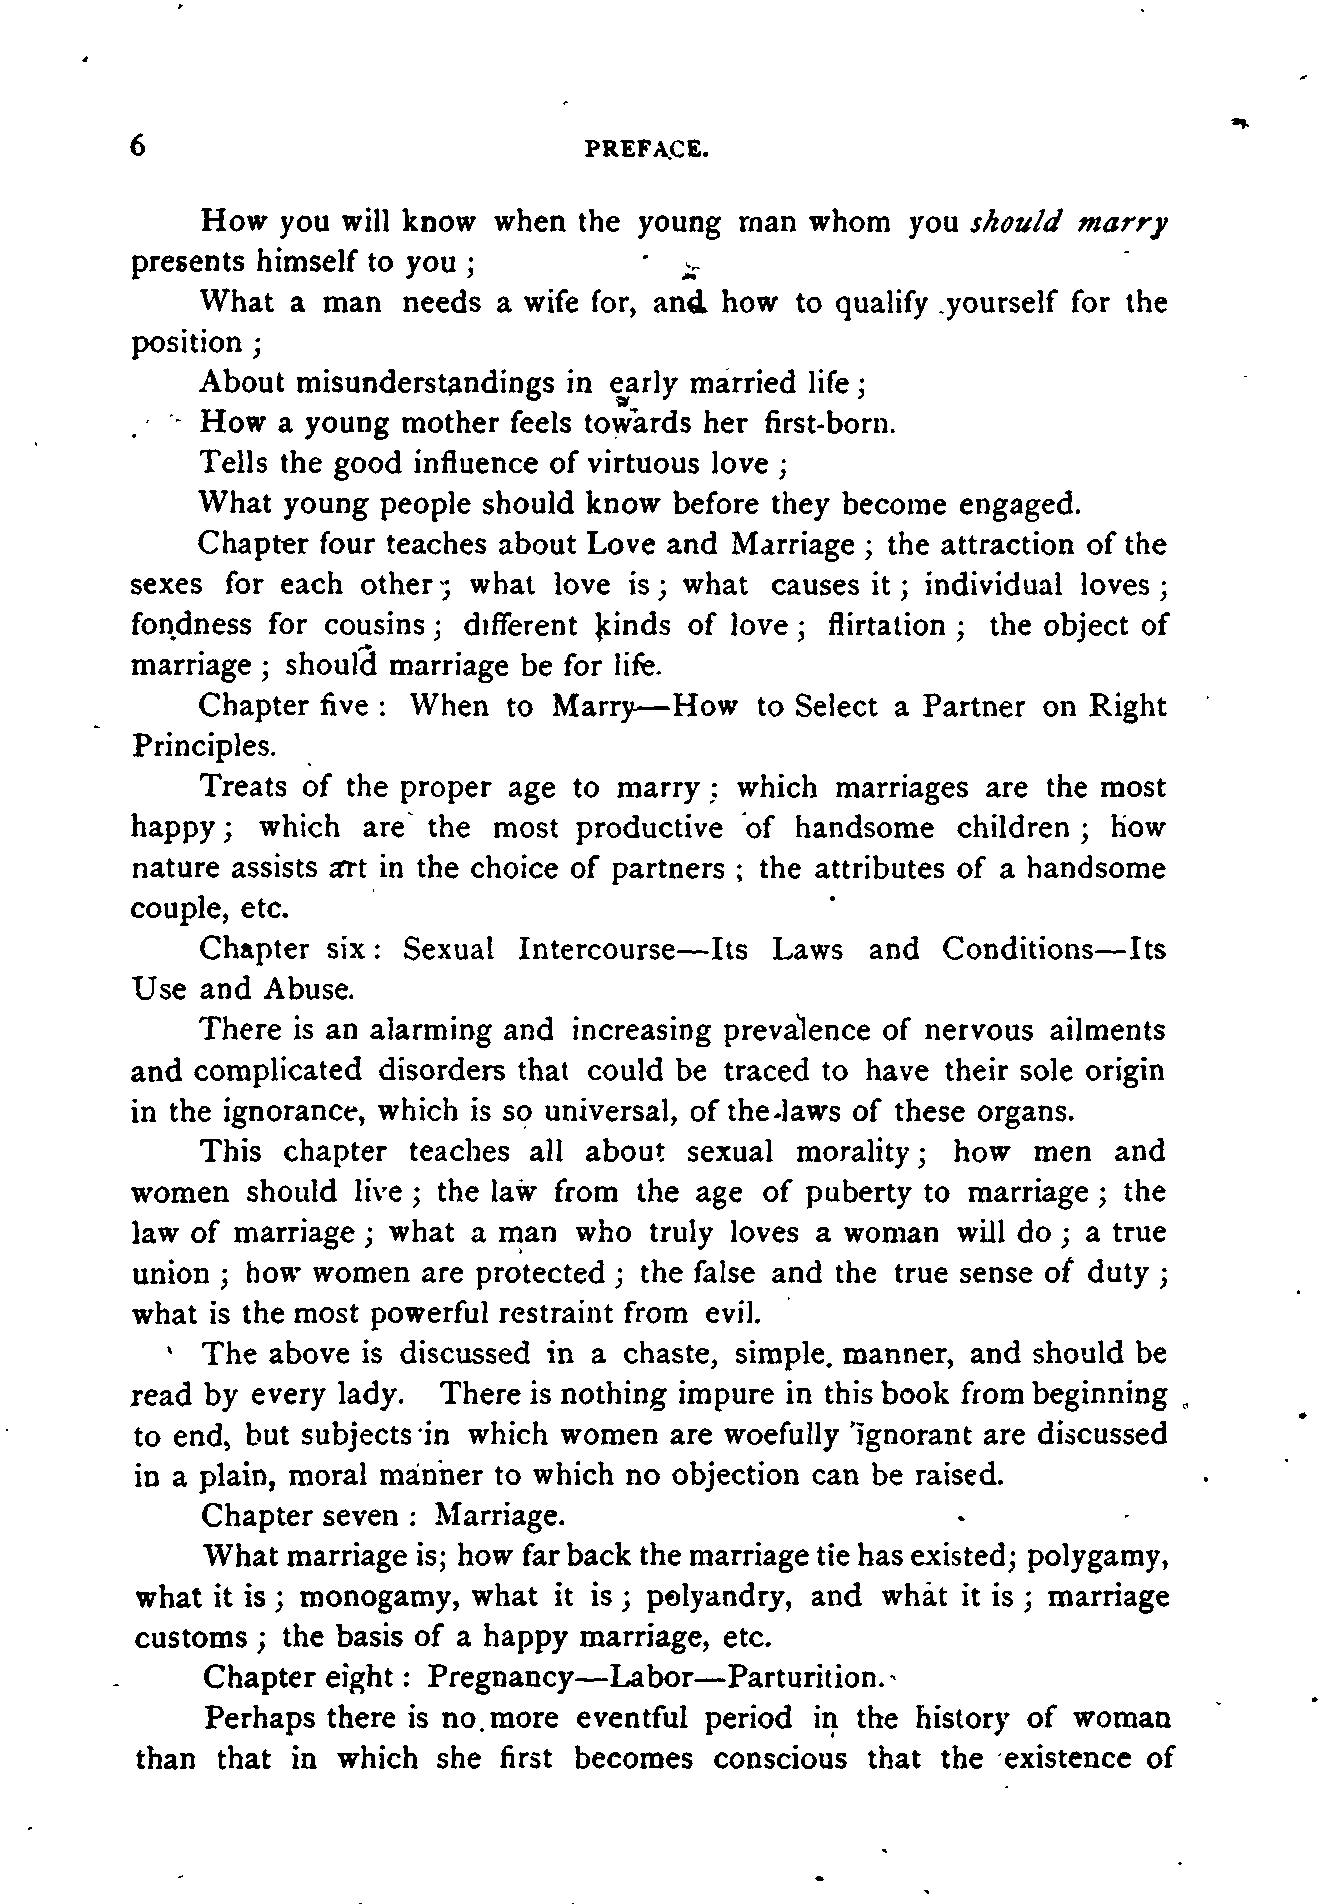 6 PREFACE.
How you will know when the young man whom you should marry
presents himself to you ;
What a man needs a wife for, and how to qualify yourself for the
position ;
About misunderstandings in early married life ;
How a young mother feels towards her first-born.
Tells the good influence of virtuous love ;
What young people should know before they become engaged.
Chapter four teaches about Love and Marriage ; the attraction of the
sexes for each other ; what love is ; what causes it ; individual loves ;
fondness for cousins ; different kinds of love ; flirtation ; the object of
marriage ; should marriage be for life.
Chapter five : When to Marry—How to Select a Partner on Right
Principles.
Treats of the proper age to marry ; which marriages are the most
happy ; which are the most productive of handsome children ; how
nature assists art in the choice of partners ; the attributes of a handsome
couple, etc.
Chapter six : Sexual Intercourse—Its Laws and Conditions—Its
Use and Abuse.
There is an alarming and increasing prevalence of nervous ailments
and complicated disorders that could be traced to have their sole origin
in the ignorance, which is so universal, of the laws of these organs.
This chapter teaches all about sexual morality ; how men and
women should live ; the law from the age of puberty to marriage ; the
law of marriage ; what a man who truly loves a woman will do ; a true
union ; how women are protected ; the false and the true sense of duty ;
what is the most powerful restraint from evil.
The above is discussed in a chaste, simple manner, and should be
read by every lady. There is nothing impure in this book from beginning
to end, but subjects in which women are woefully ignorant are discussed
in a plain, moral manner to which no objection can be raised.
Chapter seven : Marriage.
What marriage is; how far back the marriage tie has existed; polygamy,
what it is ; monogamy, what it is ; polyandry, and what it is ; marriage
customs ; the basis of a happy marriage, etc.
Chapter eight : Pregnancy—Labor—Parturition.
Perhaps there is no more eventful period in the history of woman
than that in which she first becomes conscious that the existence of